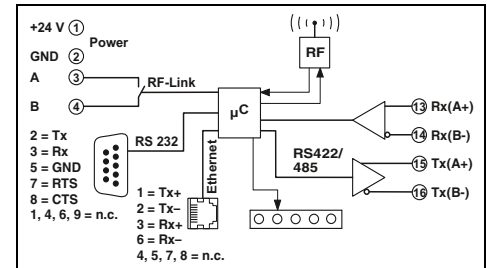 +24 V 1
Power
GND 2
A 3
RF-Link
B 4
((ı))
RF
µC
13 Rx(A+)
14 Rx(B-)
RS422/
485
15 Tx(A+)
16 Tx(B-)
RS 232
2 = Tx
3 = Rx
5 = GND
7 = RTS
8 = CTS
1, 4, 6, 9 = n.c.
Ethernet
1 = Tx+
2 = Tx–
3 = Rx+
6 = Rx–
4, 5, 7, 8 = n.c.